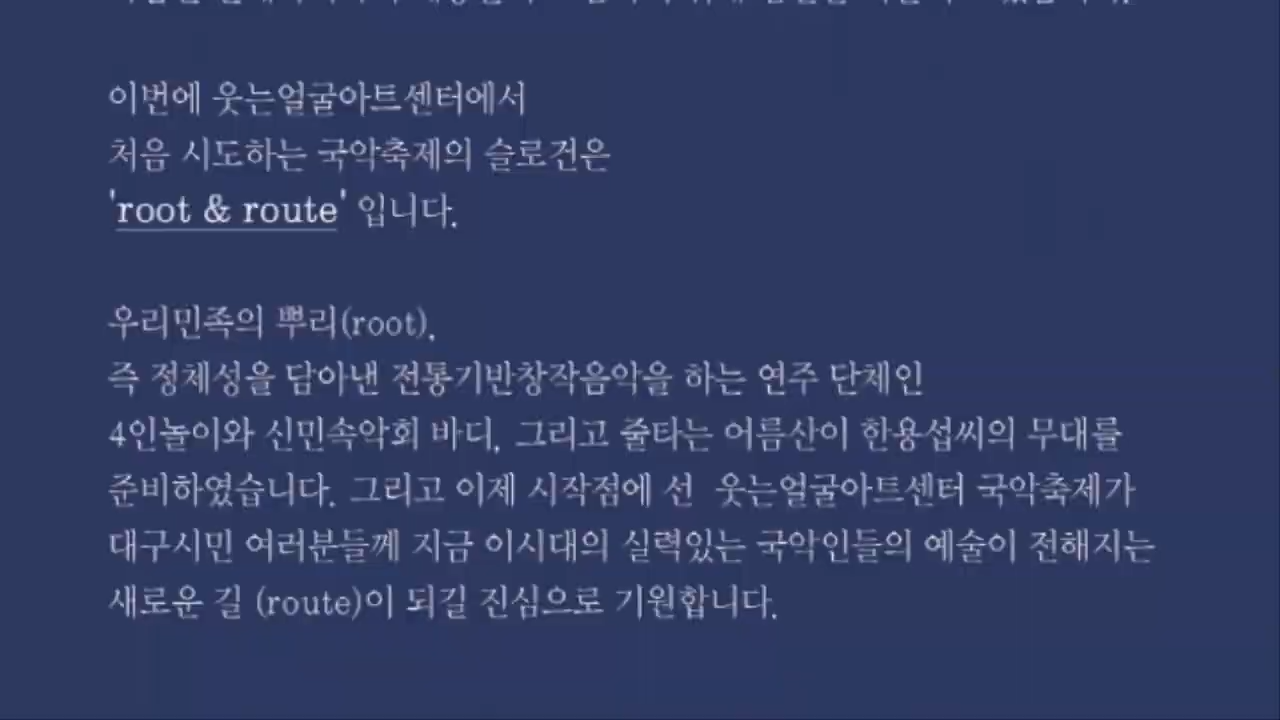 이번에 웃는얼굴아트센터에서
처음 시도하는 국악축제의 슬로건은
'root & route' 입니다.
우리민족의 뿌리(root),
즉 정체성을 담아낸 전통기반창작음악을 하는 연주 단체인
4인놀이와 신민속악회 바디, 그리고 줄타는 어름산이 한용섭씨의 무대를
준비하였습니다. 그리고 이제 시작점에 선 웃는얼굴아트센터 국악축제가
대구시민 여러분들께 지금 이시대의 실력있는 국악인들의 예술이 전해지는
새로운 길 (route)이 되길 진심으로 기원합니다.